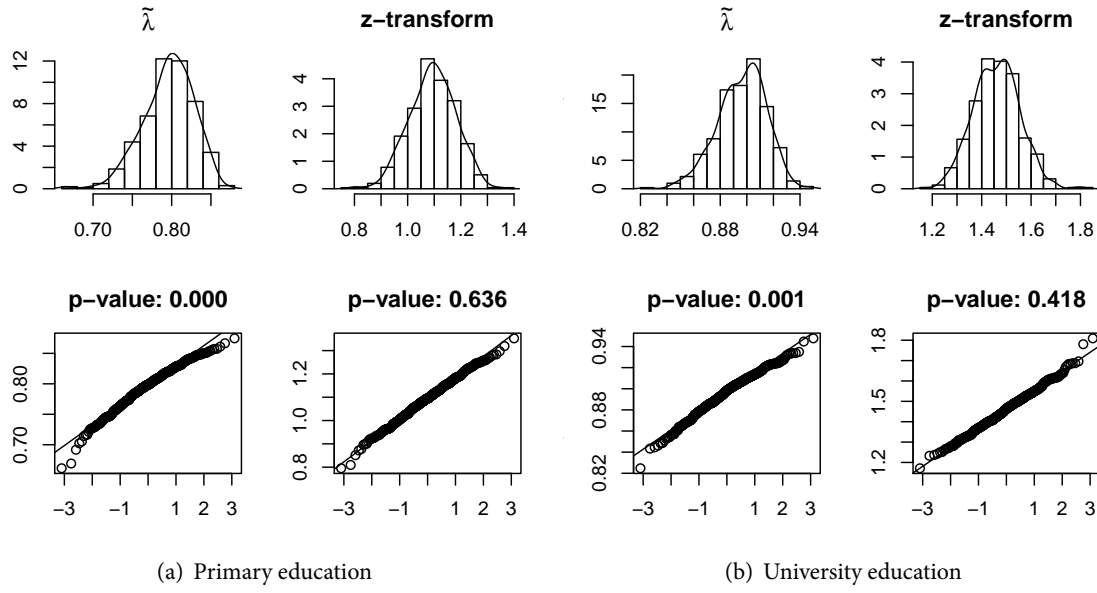 λ̃
z−transform
λ̃
z−transform
0 4 8 12
0.70 0.80
0 1 2 3 4
0.8 1.0 1.2 1.4
0 5 15
0.82 0.88 0.94
0 1 2 3 4
1.2 1.4 1.6 1.8
p−value: 0.000
p−value: 0.636
p−value: 0.001
p−value: 0.418
0.70 0.80
−3 −1 1 2 3
0.8 1.0 1.2
−3 −1 1 2 3
0.82 0.88 0.94
−3 −1 1 2 3
1.2 1.5 1.8
−3 −1 1 2 3
(a) Primary education
(b) University education